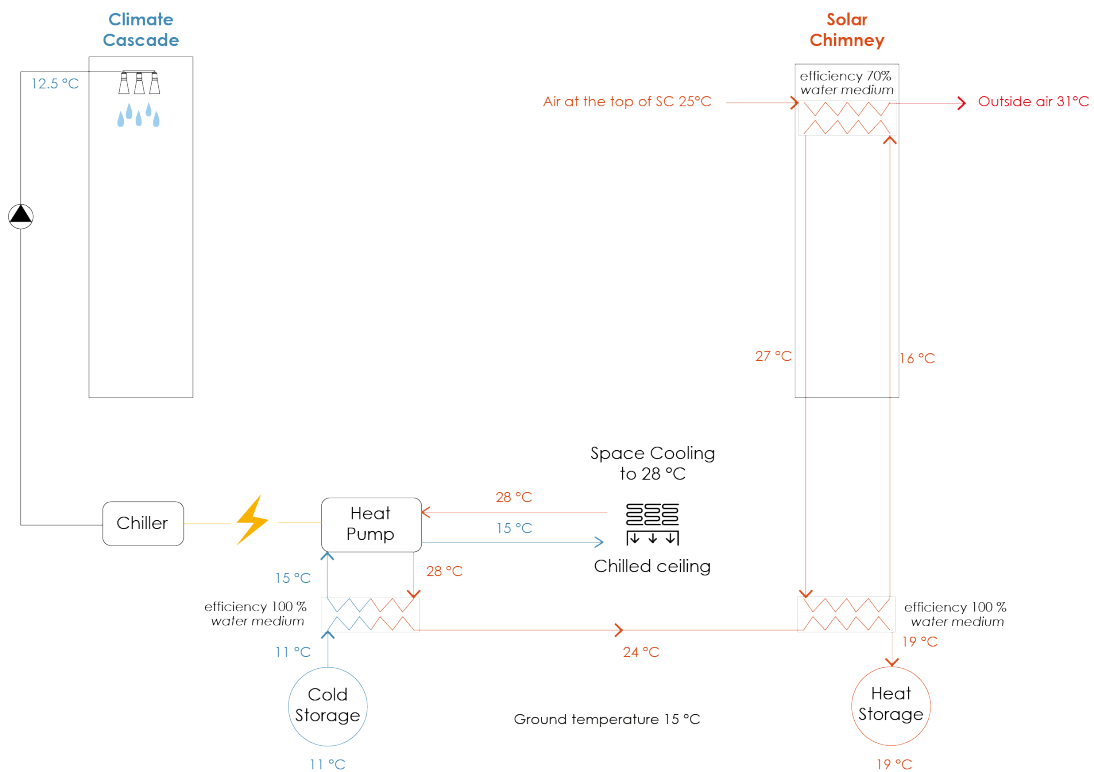 Climate
Cascade
Solar
Chimney
12.5 °C
efficiency 70%
water medium
Air at the top of SC 25°C
Outside air 31°C
27 °C
16 °C
Space Cooling
to 28 °C
28 °C
15 °C
Chiller
Heat
Pump
Chilled ceiling
15 °C
28 °C
efficiency 100 %
water medium
efficiency 100 %
water medium
11 °C
24 °C
19 °C
Cold
Storage
Ground temperature 15 °C
Heat
Storage
11 °C
19 °C